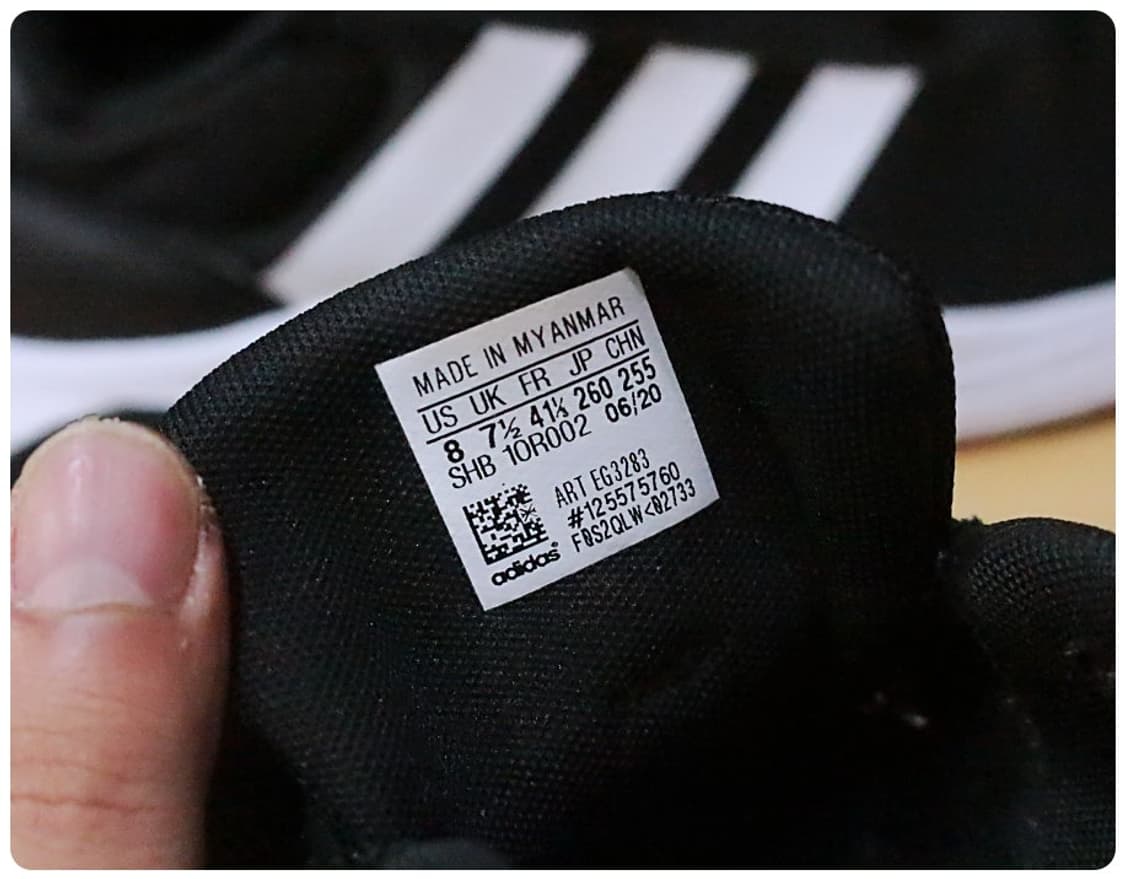 MADE IN MYANMAR
US UK FR JP CHN
8 7½ 41⅓ 260 255
SHB 10R002 06/20
ART EG3283
#125575760
F0S2QLW<02733
adidas